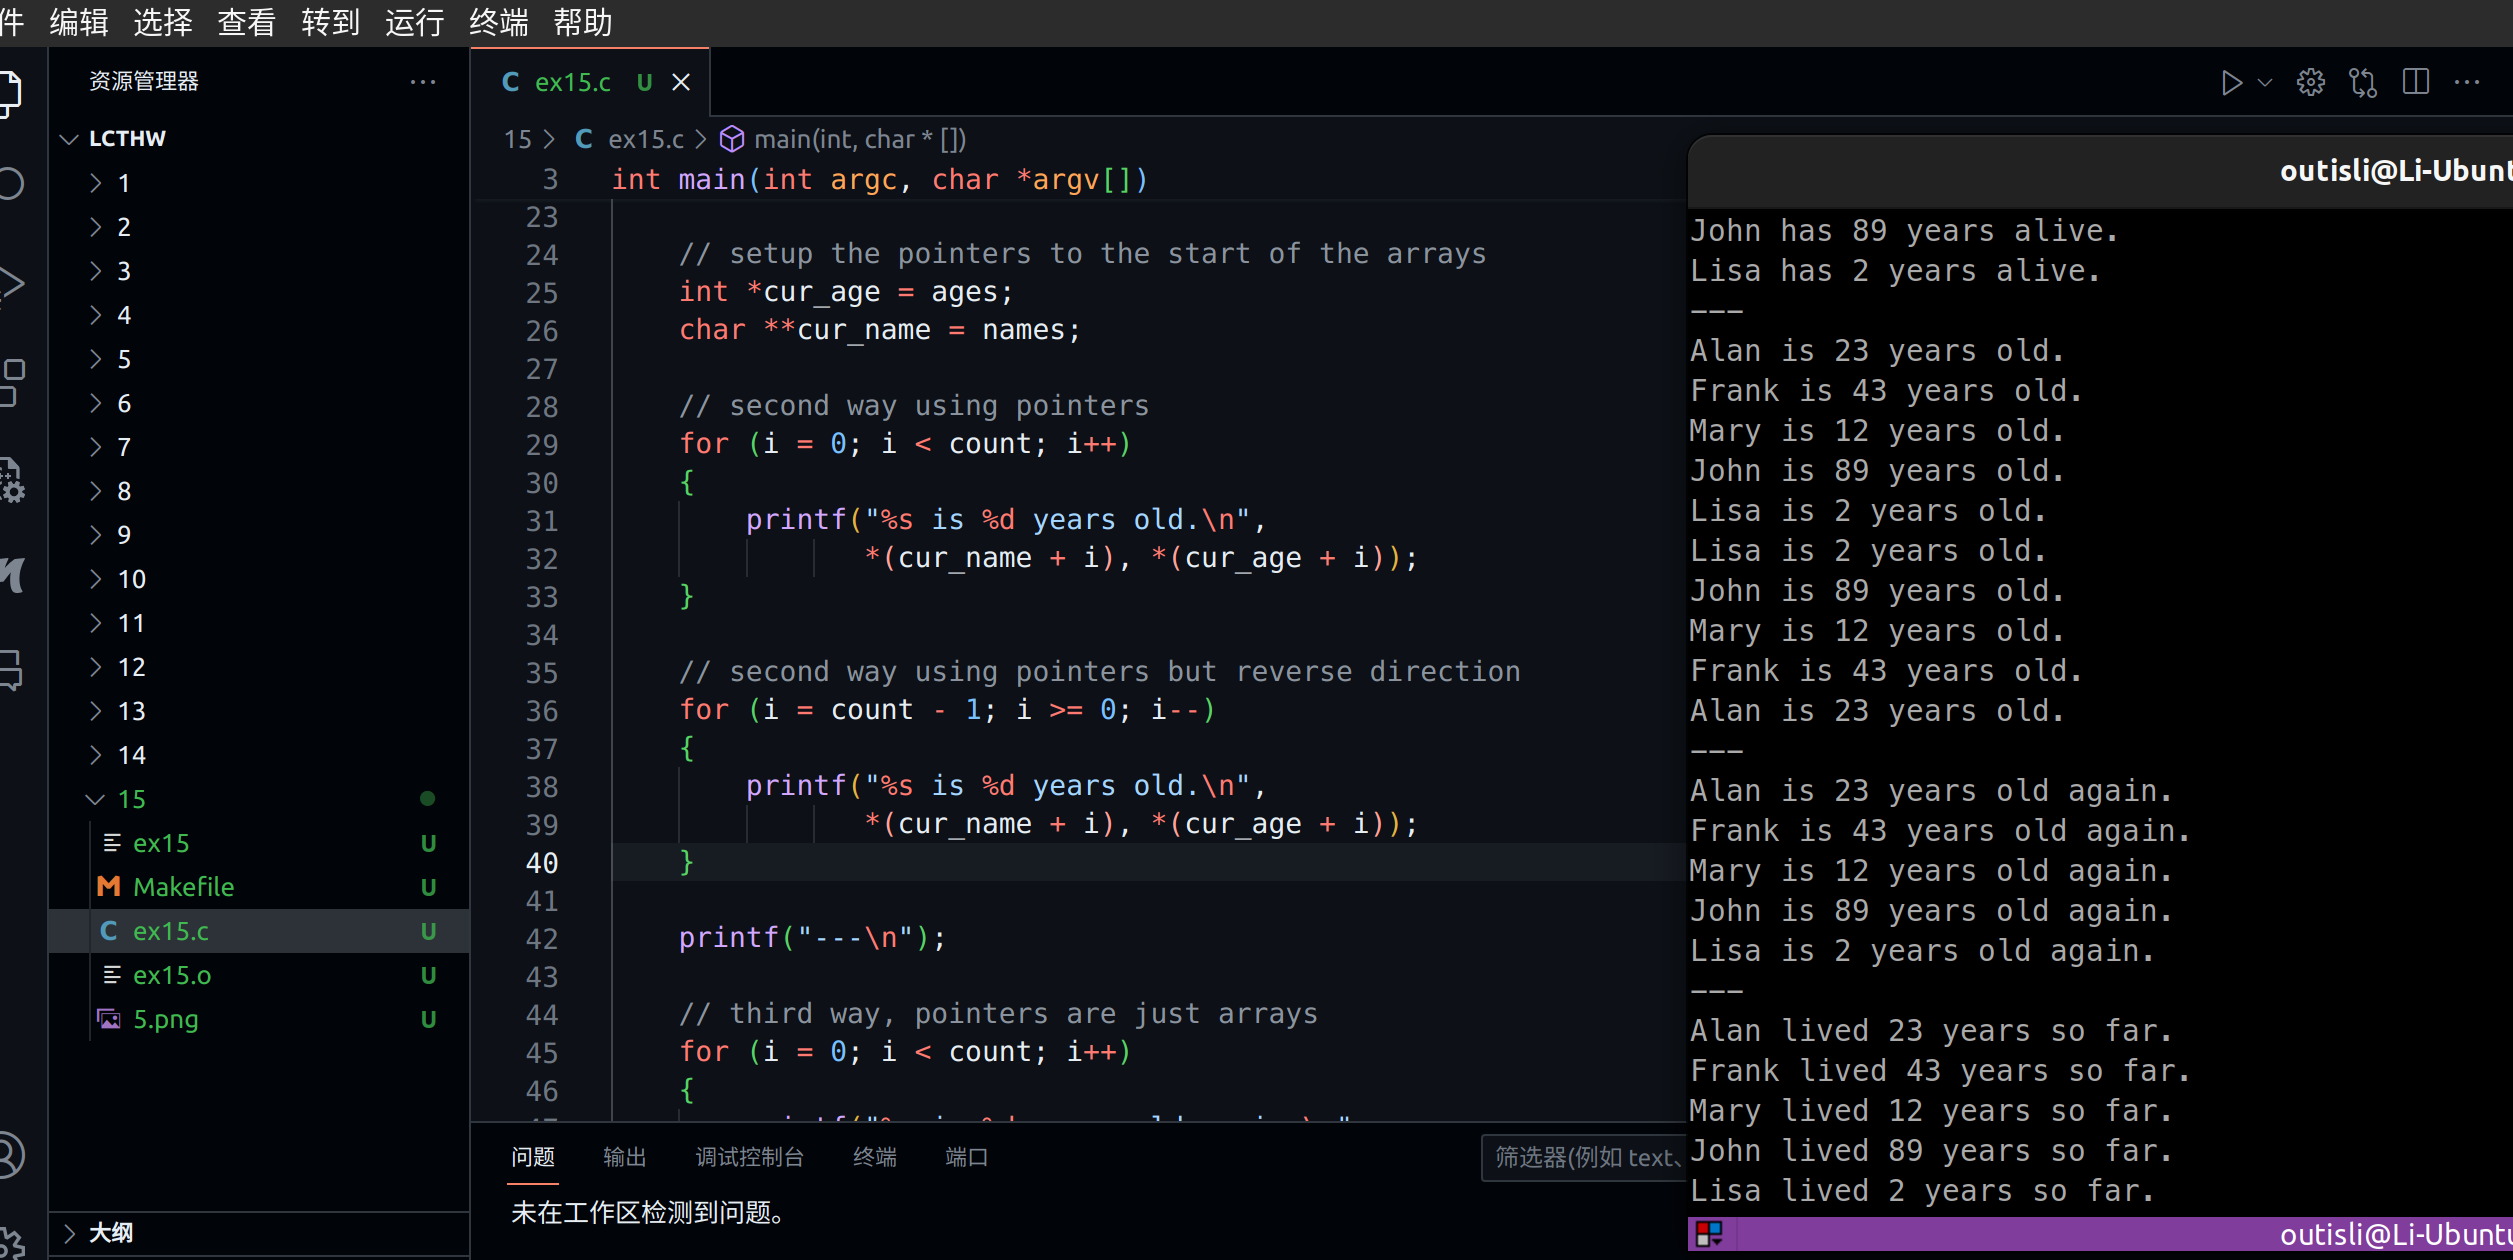 件 编辑 选择 查看 转到 运行 终端 帮助
资源管理器 ···
LCTHW
1
2
3
4
5
6
7
8
9
10
11
12
13
14
15
ex15 U
Makefile U
C ex15.c U
ex15.o U
5.png U
大纲
C ex15.c U
15 > C ex15.c > main(int, char * [])
3 int main(int argc, char *argv[])
23
24 // setup the pointers to the start of the arrays
25 int *cur_age = ages;
26 char **cur_name = names;
27
28 // second way using pointers
29 for (i = 0; i < count; i++)
30 {
31 printf("%s is %d years old.\n",
32 *(cur_name + i), *(cur_age + i));
33 }
34
35 // second way using pointers but reverse direction
36 for (i = count - 1; i >= 0; i--)
37 {
38 printf("%s is %d years old.\n",
39 *(cur_name + i), *(cur_age + i));
40 }
41
42 printf("---\n");
43
44 // third way, pointers are just arrays
45 for (i = 0; i < count; i++)
46 {
问题 输出 调试控制台 终端 端口
筛选器(例如 text、
未在工作区检测到问题。
outisli@Li-Ubunt
John has 89 years alive.
Lisa has 2 years alive.
---
Alan is 23 years old.
Frank is 43 years old.
Mary is 12 years old.
John is 89 years old.
Lisa is 2 years old.
Lisa is 2 years old.
John is 89 years old.
Mary is 12 years old.
Frank is 43 years old.
Alan is 23 years old.
---
Alan is 23 years old again.
Frank is 43 years old again.
Mary is 12 years old again.
John is 89 years old again.
Lisa is 2 years old again.
---
Alan lived 23 years so far.
Frank lived 43 years so far.
Mary lived 12 years so far.
John lived 89 years so far.
Lisa lived 2 years so far.
outisli@Li-Ubuntu